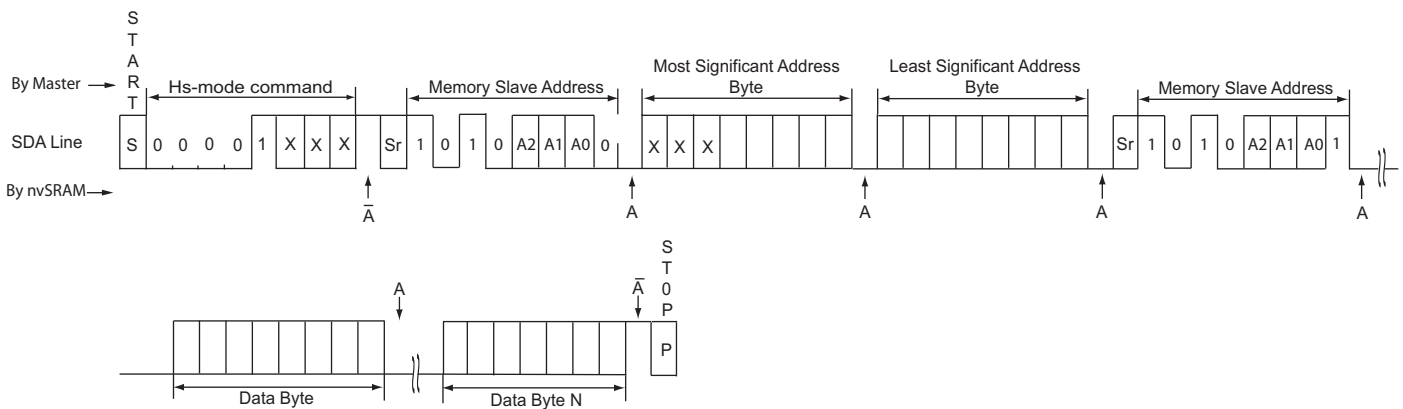 S
T
A
R
T
By Master
Hs-mode command
Memory Slave Address
Most Significant Address
Byte
Least Significant Address
Byte
Memory Slave Address
SDA Line
S 0 0 0 0 1 X X X Sr 1 0 1 0 A2 A1 A0 0 X X X Sr 1 0 1 0 A2 A1 A0 1
By nvSRAM
A̅ A A A A
S
T
0
P
A A̅
P
Data Byte
Data Byte N